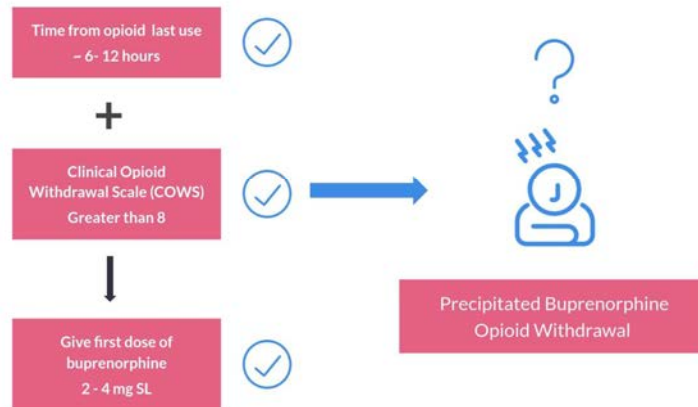 Time from opioid last use
~ 6- 12 hours
+
Clinical Opioid
Withdrawal Scale (COWS)
Greater than 8
Give first dose of
buprenorphine
2 - 4 mg SL
?
Precipitated Buprenorphine
Opioid Withdrawal